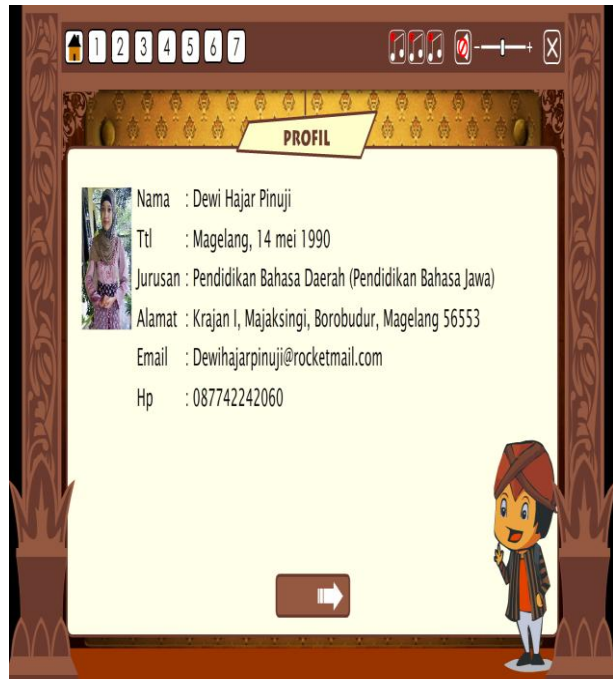 1 2 3 4 5 6 7
PROFIL
Nama : Dewi Hajar Pinuji
Ttl : Magelang, 14 mei 1990
Jurusan : Pendidikan Bahasa Daerah (Pendidikan Bahasa Jawa)
Alamat : Krajan I, Majaksingi, Borobudur, Magelang 56553
Email : Dewihajarpinuji@rocketmail.com
Hp : 087742242060